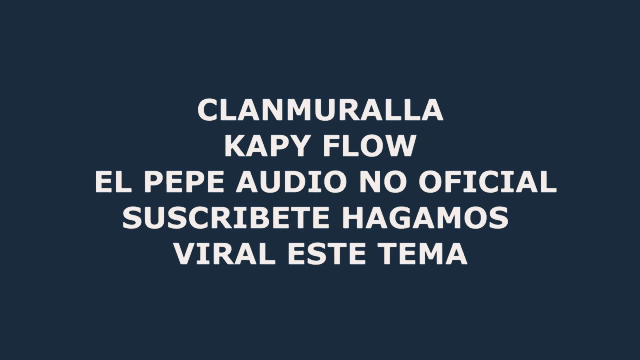 CLANMURALLA
KAPY FLOW
EL PEPE AUDIO NO OFICIAL
SUSCRIBETE HAGAMOS
VIRAL ESTE TEMA